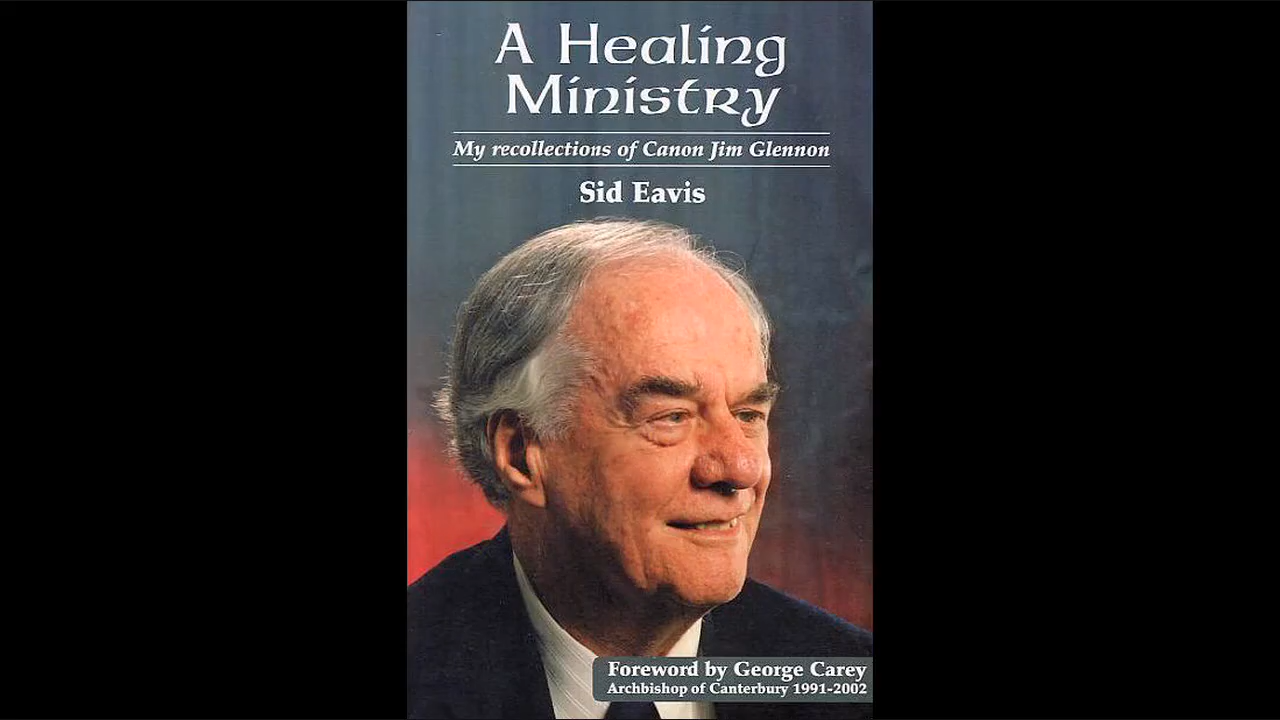 A Healing
Ministry
My recollections of Canon Jim Glennon
Sid Eavis
Foreword by George Carey
Archbishop of Canterbury 1991-2002